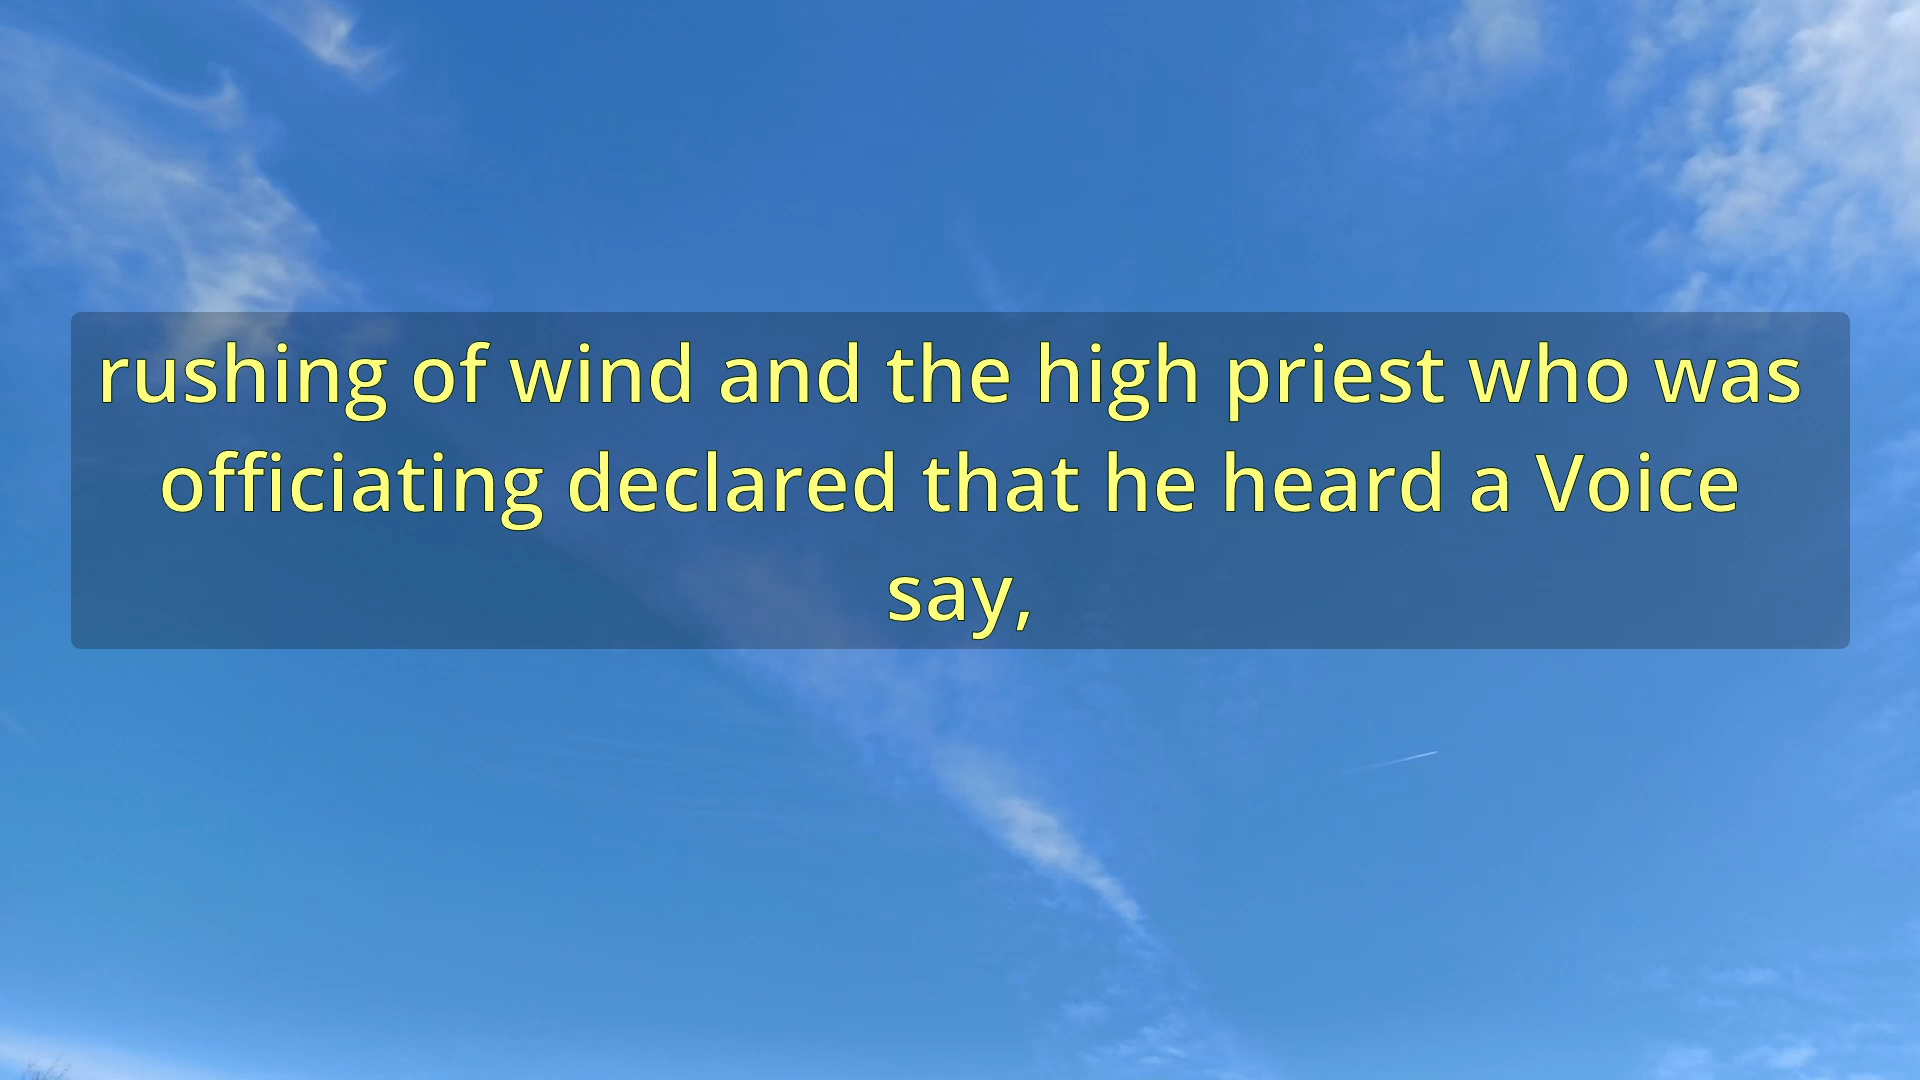 rushing of wind and the high priest who was
officiating declared that he heard a Voice
say,